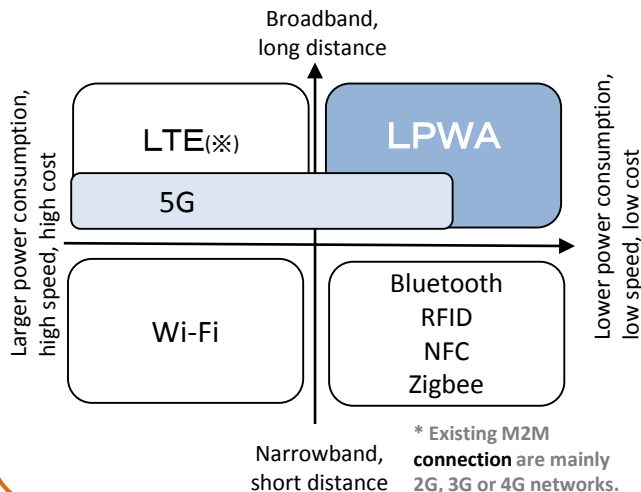 Broadband,
long distance
Larger power consumption,
high speed, high cost
LTE(※)
LPWA
5G
Lower power consumption,
low speed, low cost
Wi-Fi
Bluetooth
RFID
NFC
Zigbee
Narrowband,
short distance
* Existing M2M
connection are mainly
2G, 3G or 4G networks.